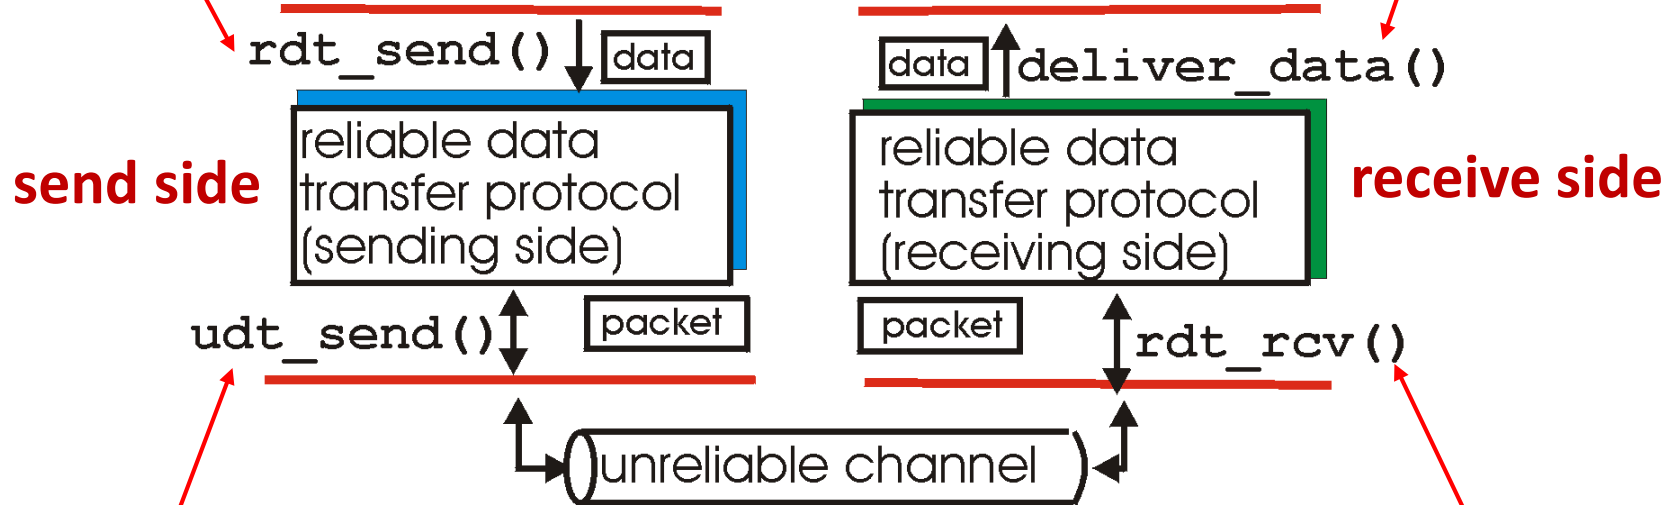 rdt_send()
data
data
deliver_data()
send side
reliable data
transfer protocol
(sending side)
reliable data
transfer protocol
(receiving side)
receive side
udt_send()
packet
packet
rdt_rcv()
unreliable channel